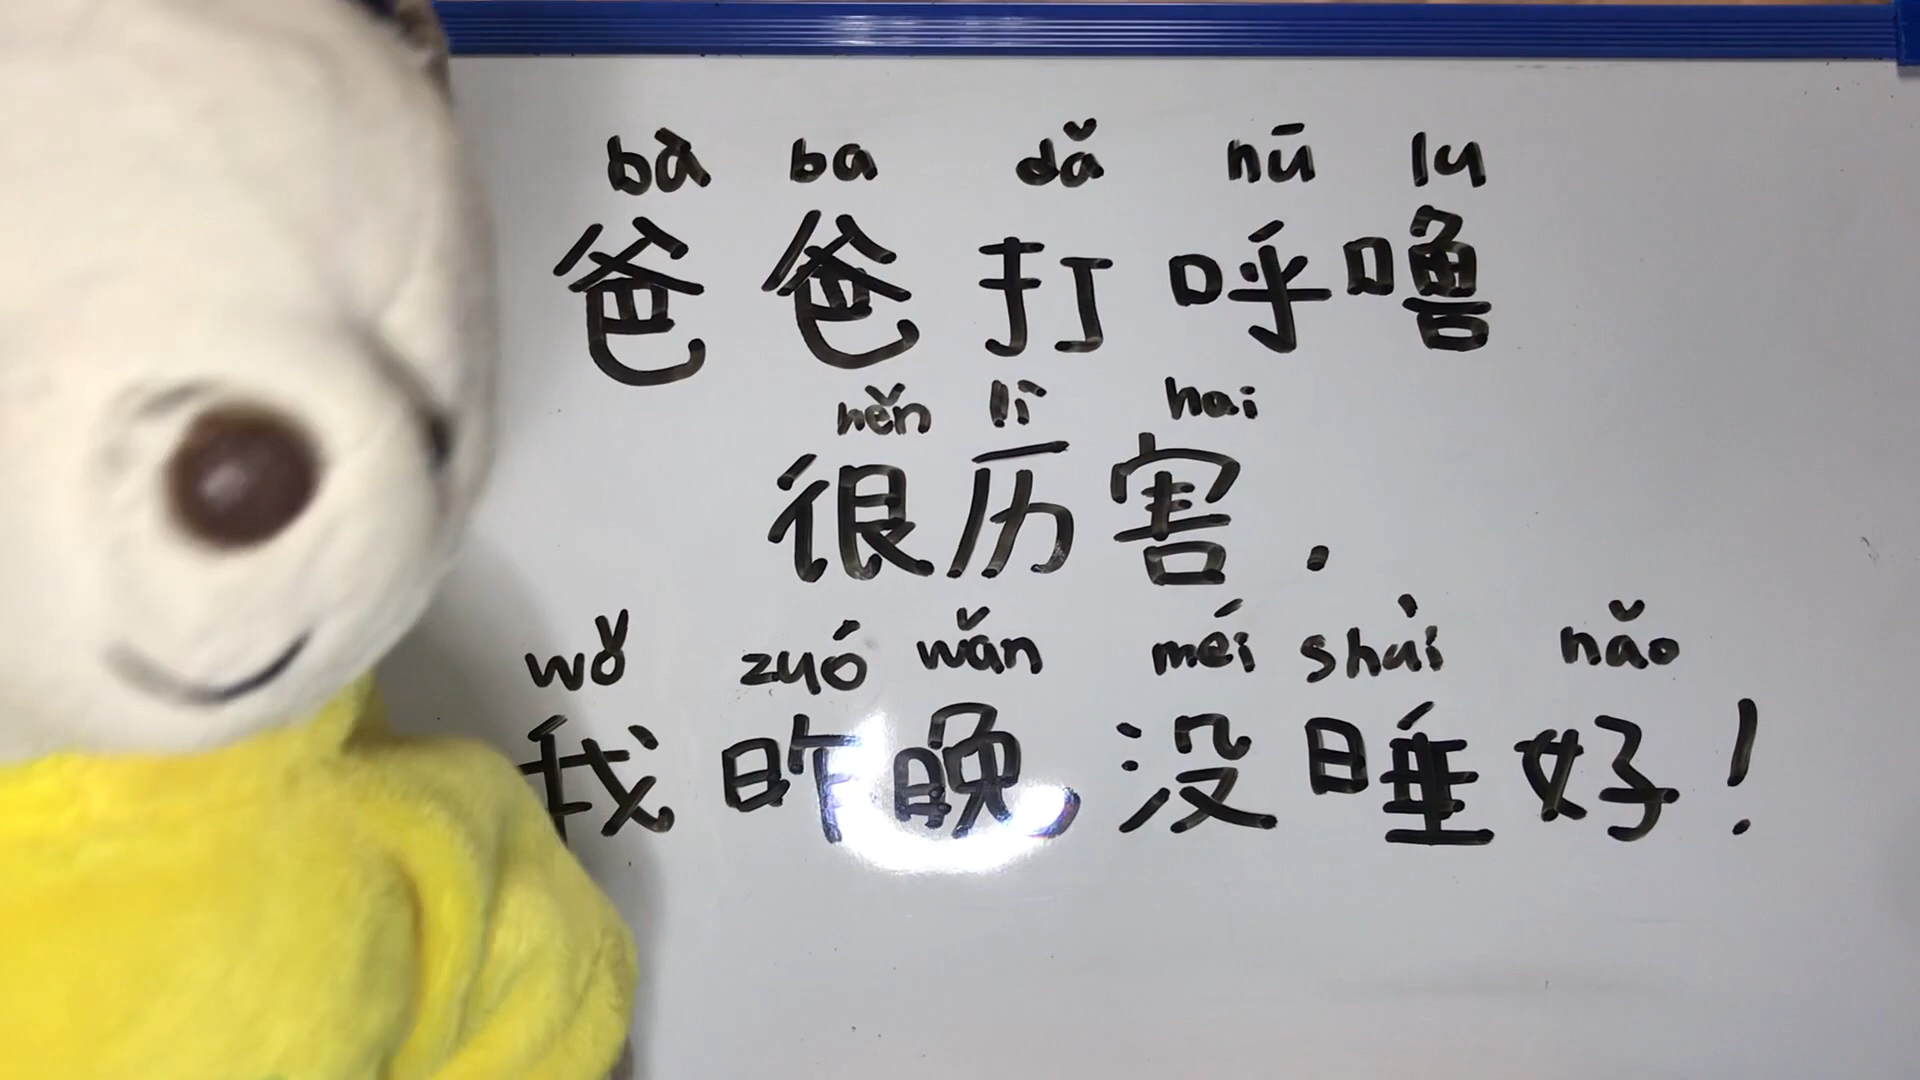 bà ba dǎ hū lu
爸爸打呼噜
hěn lì hai
很厉害.
wǒ zuó wǎn méi shuì hǎo
我昨晚没睡好!